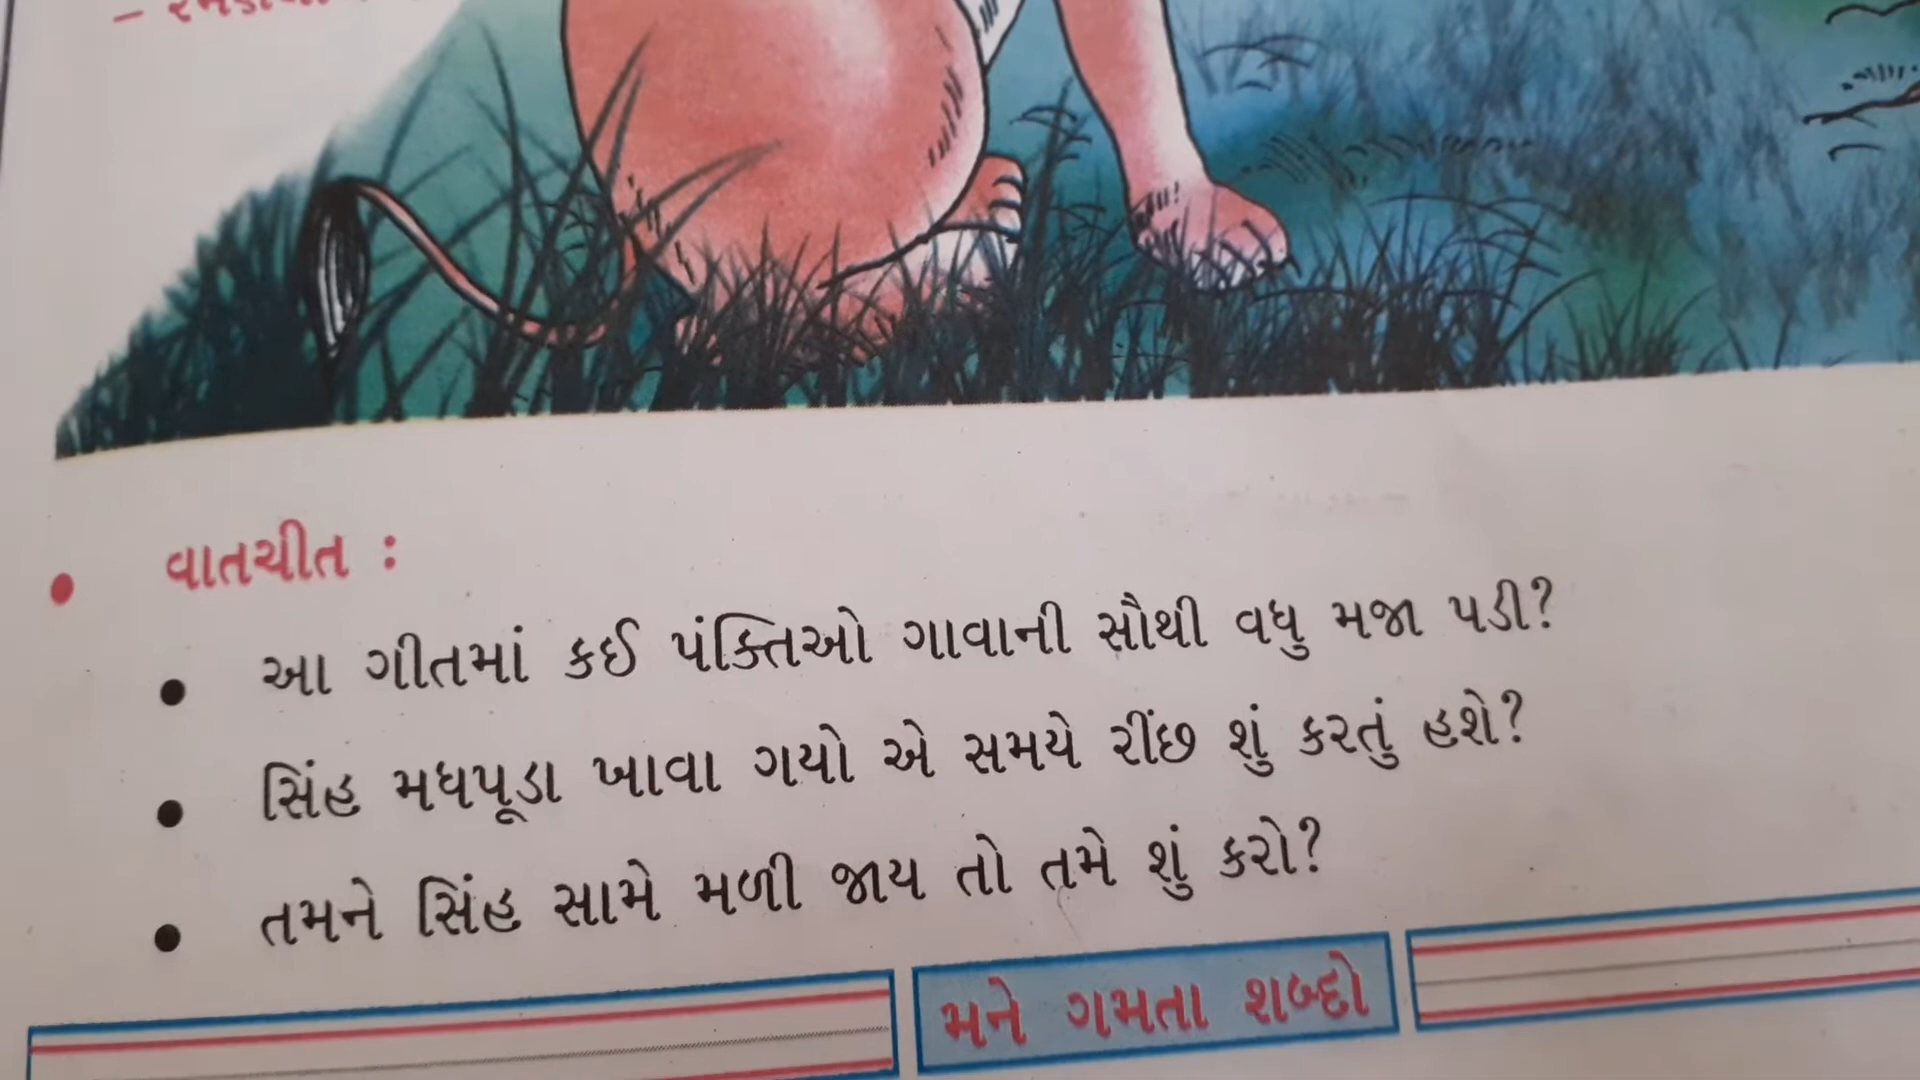 વાતચીત :
આ ગીતમાં કઈ પંક્તિઓ ગાવાની સૌથી વધુ મજા પડી?
સિંહ મધપૂડા ખાવા ગયો એ સમયે રીંછ શું કરતું હશે?
તમને સિંહ સામે મળી જાય તો તમે શું કરો?
મને ગમતા શબ્દો